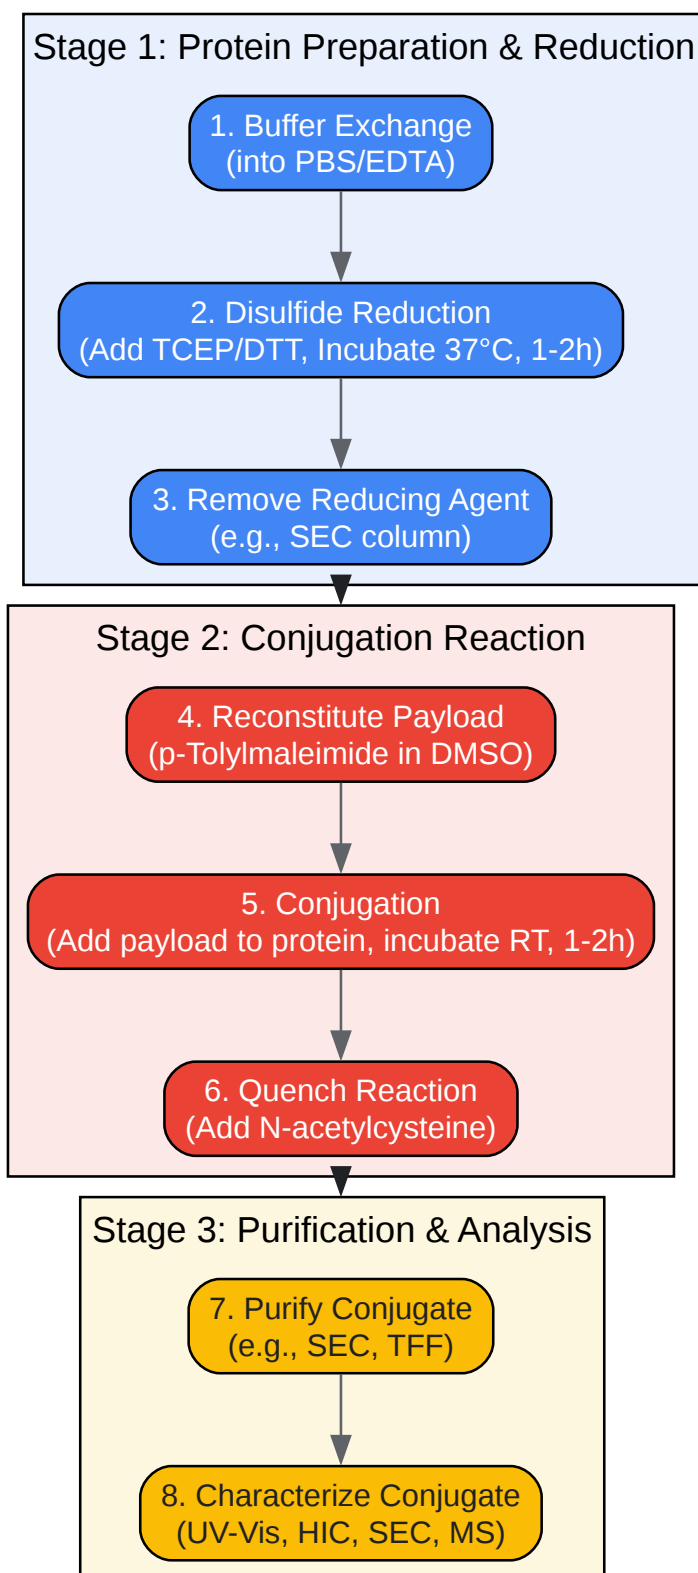 Stage 1: Protein Preparation & Reduction
1. Buffer Exchange
(into PBS/EDTA)
2. Disulfide Reduction
(Add TCEP/DTT, Incubate 37°C, 1-2h)
3. Remove Reducing Agent
(e.g., SEC column)
Stage 2: Conjugation Reaction
4. Reconstitute Payload
(p-Tolylmaleimide in DMSO)
5. Conjugation
(Add payload to protein, incubate RT, 1-2h)
6. Quench Reaction
(Add N-acetylcysteine)
Stage 3: Purification & Analysis
7. Purify Conjugate
(e.g., SEC, TFF)
8. Characterize Conjugate
(UV-Vis, HIC, SEC, MS)